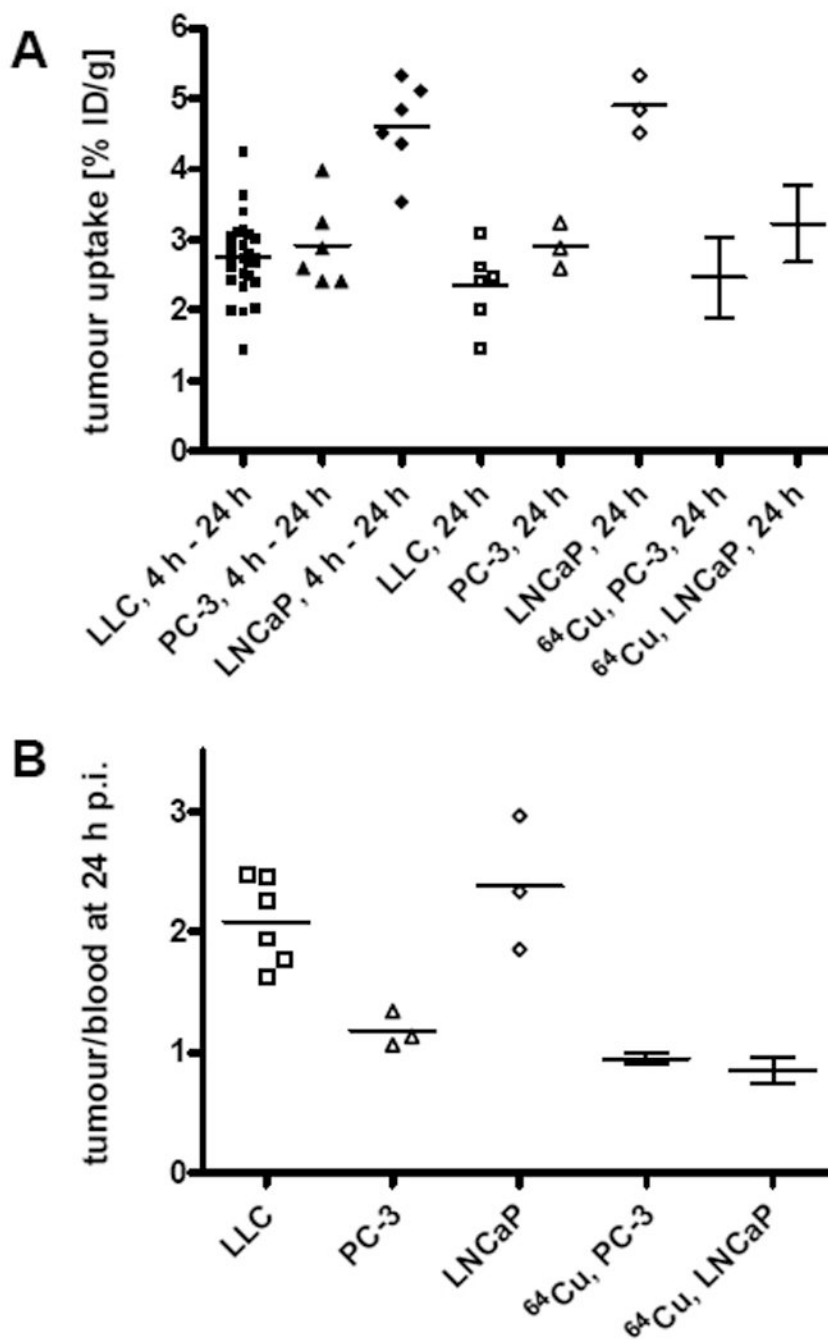 A
tumour uptake [% ID/g]
6
5
4
3
2
1
0
LLC, 4 h - 24 h
PC-3, 4 h - 24 h
LNCaP, 4 h - 24 h
LLC, 24 h
PC-3, 24 h
LNCaP, 24 h
⁶⁴Cu, PC-3, 24 h
⁶⁴Cu, LNCaP, 24 h
B
tumour/blood at 24 h p.i.
3
2
1
0
LLC
PC-3
LNCaP
⁶⁴Cu, PC-3
⁶⁴Cu, LNCaP